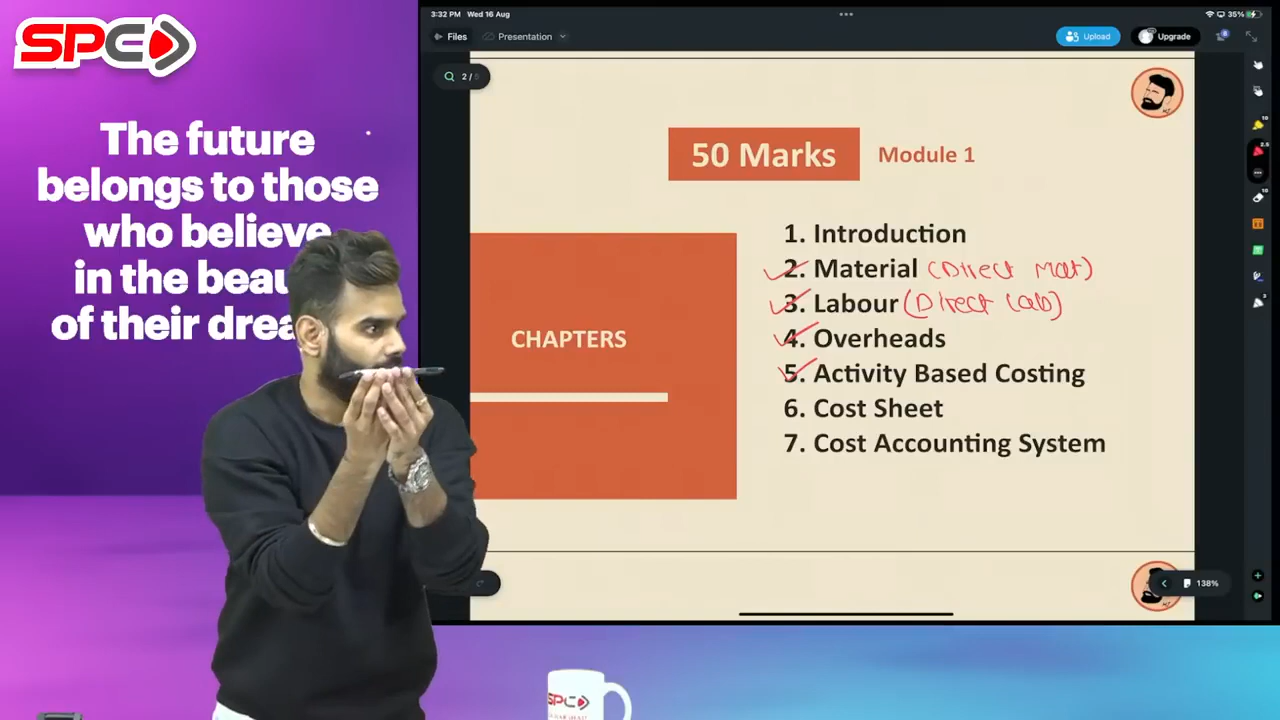 SPC
The future
belongs to those
who believe
in the beau
of their drea
3:32 PM Wed 16 Aug
35%
Files
Presentation
Upload
Upgrade
2 /
50 Marks
Module 1
CHAPTERS
1. Introduction
2. Material (Direct Mat)
3. Labour (Direct Lab)
4. Overheads
5. Activity Based Costing
6. Cost Sheet
7. Cost Accounting System
138%
SPC